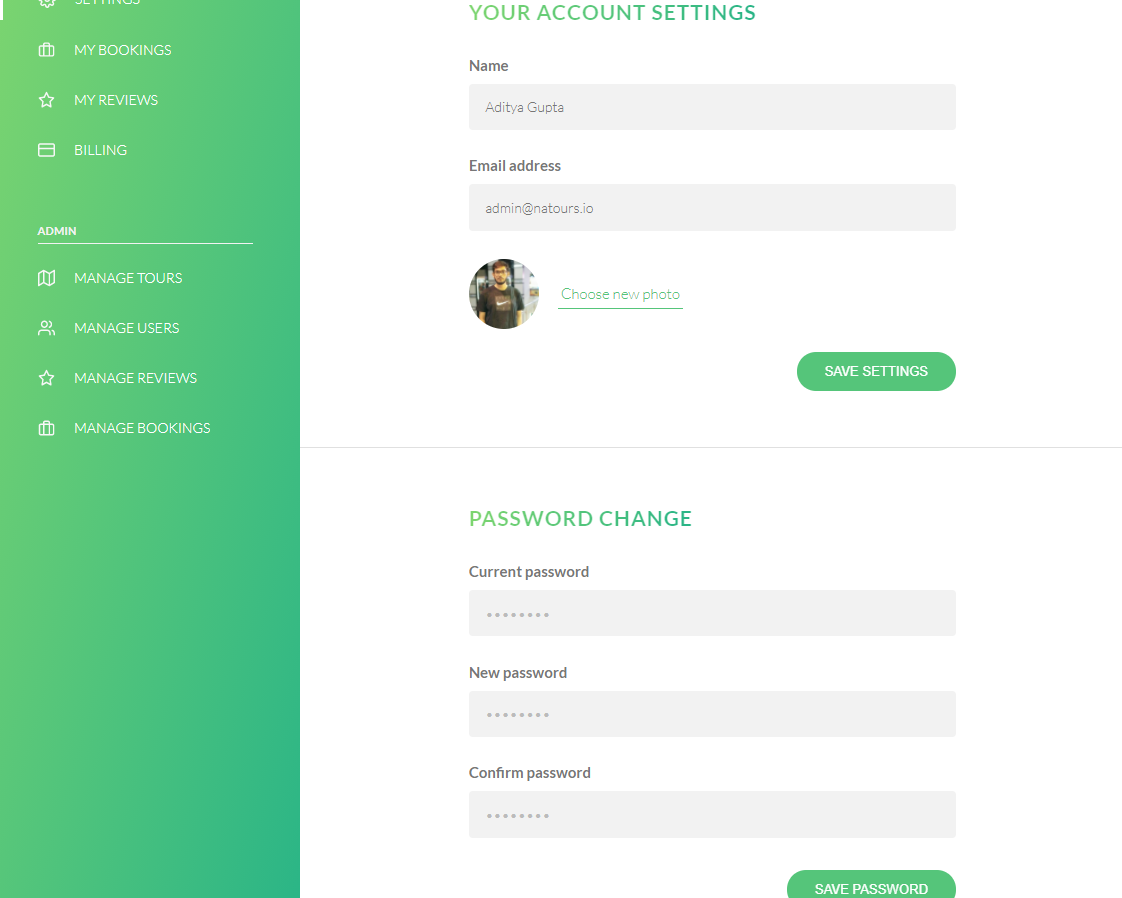 SETTINGS
MY BOOKINGS
MY REVIEWS
BILLING
ADMIN
MANAGE TOURS
MANAGE USERS
MANAGE REVIEWS
MANAGE BOOKINGS
YOUR ACCOUNT SETTINGS
Name
Aditya Gupta
Email address
admin@natours.io
Choose new photo
SAVE SETTINGS
PASSWORD CHANGE
Current password
••••••••
New password
••••••••
Confirm password
••••••••
SAVE PASSWORD